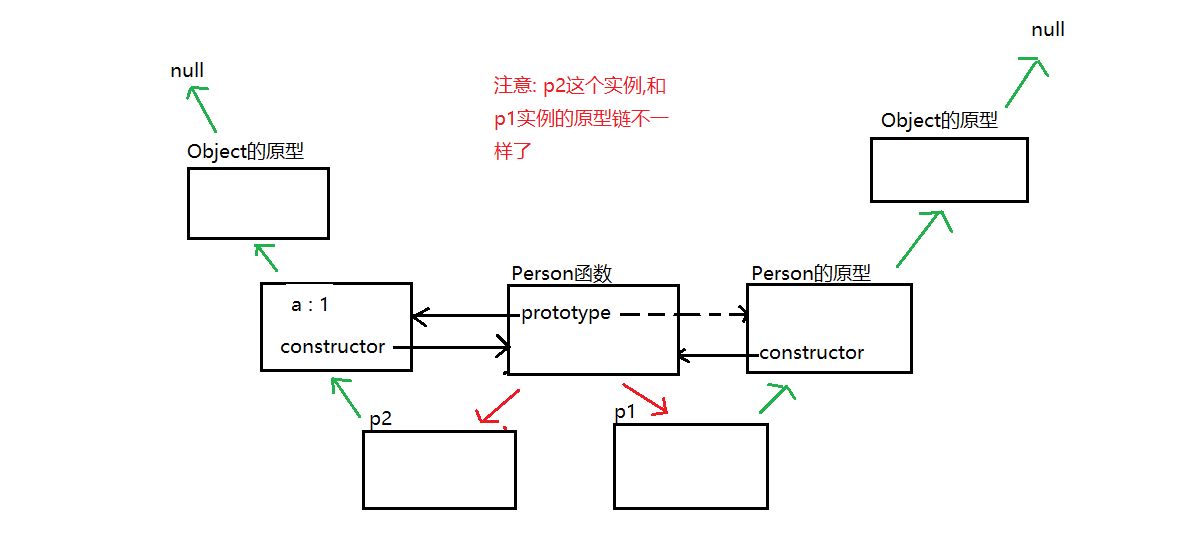 null
null
注意: p2这个实例,和
p1实例的原型链不一
样了
Object的原型
Object的原型
Person函数
Person的原型
a : 1
prototype
constructor
constructor
p2
p1